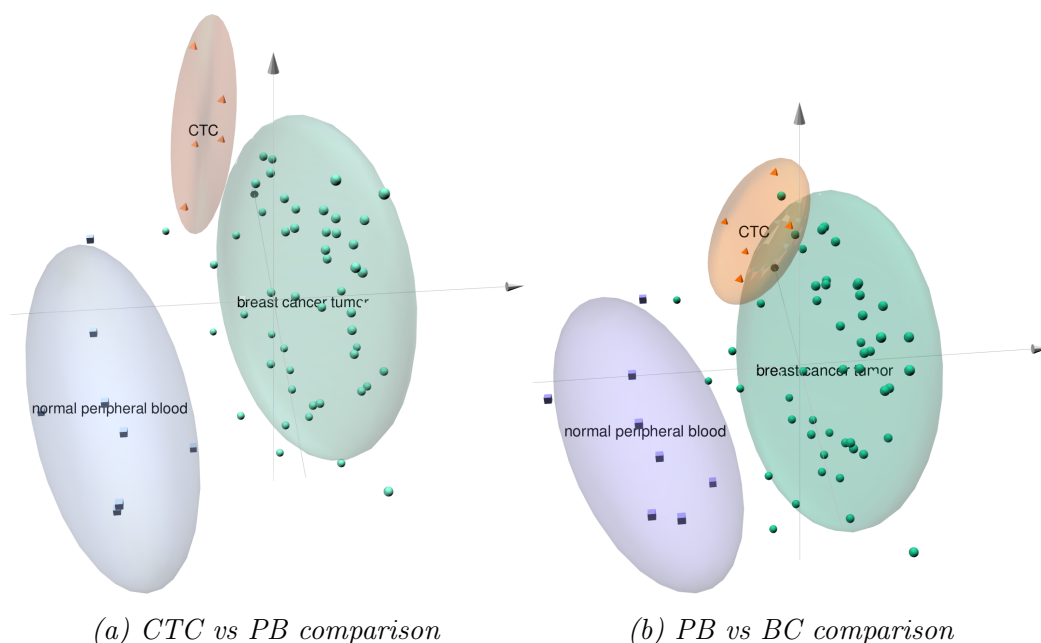 CTC
breast cancer tumor
normal peripheral blood
(a) CTC vs PB comparison
CTC
breast cancer tumor
normal peripheral blood
(b) PB vs BC comparison